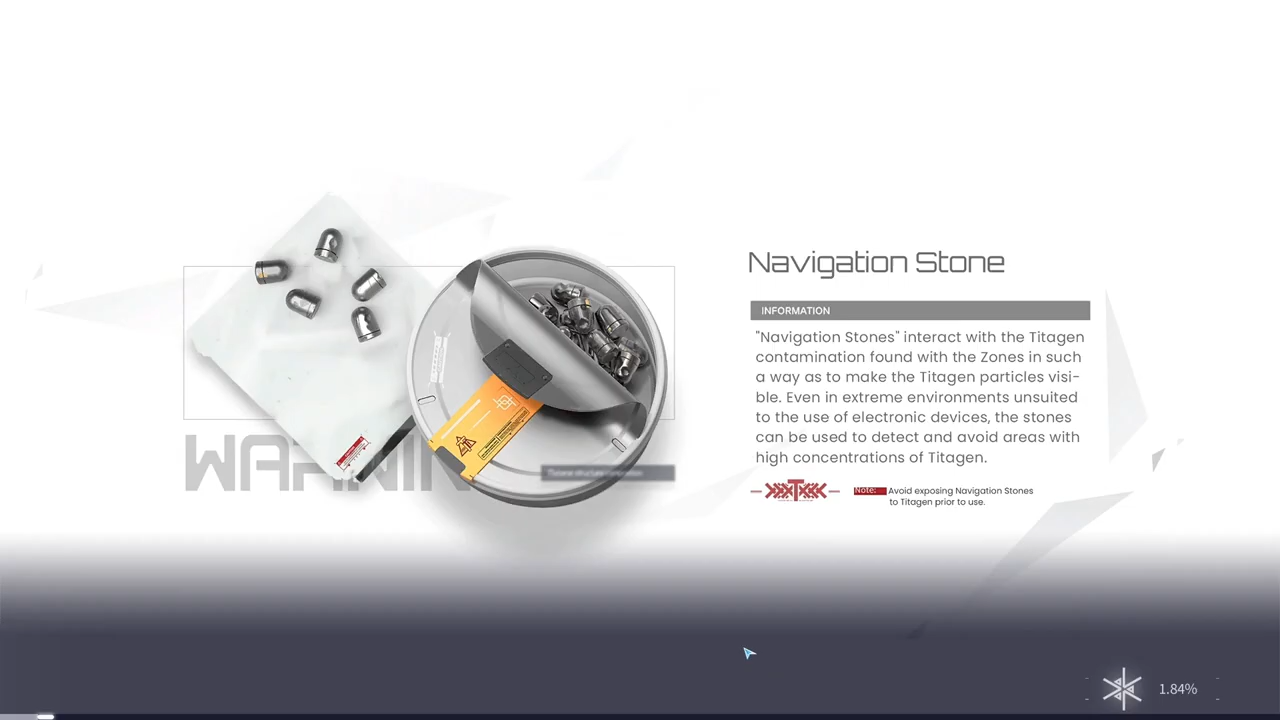 Navigation Stone
INFORMATION
"Navigation Stones" interact with the Titagen
contamination found with the Zones in such
a way as to make the Titagen particles visi-
ble. Even in extreme environments unsuited
to the use of electronic devices, the stones
can be used to detect and avoid areas with
high concentrations of Titagen.
Note: Avoid exposing Navigation Stones
to Titagen prior to use.
1.84%